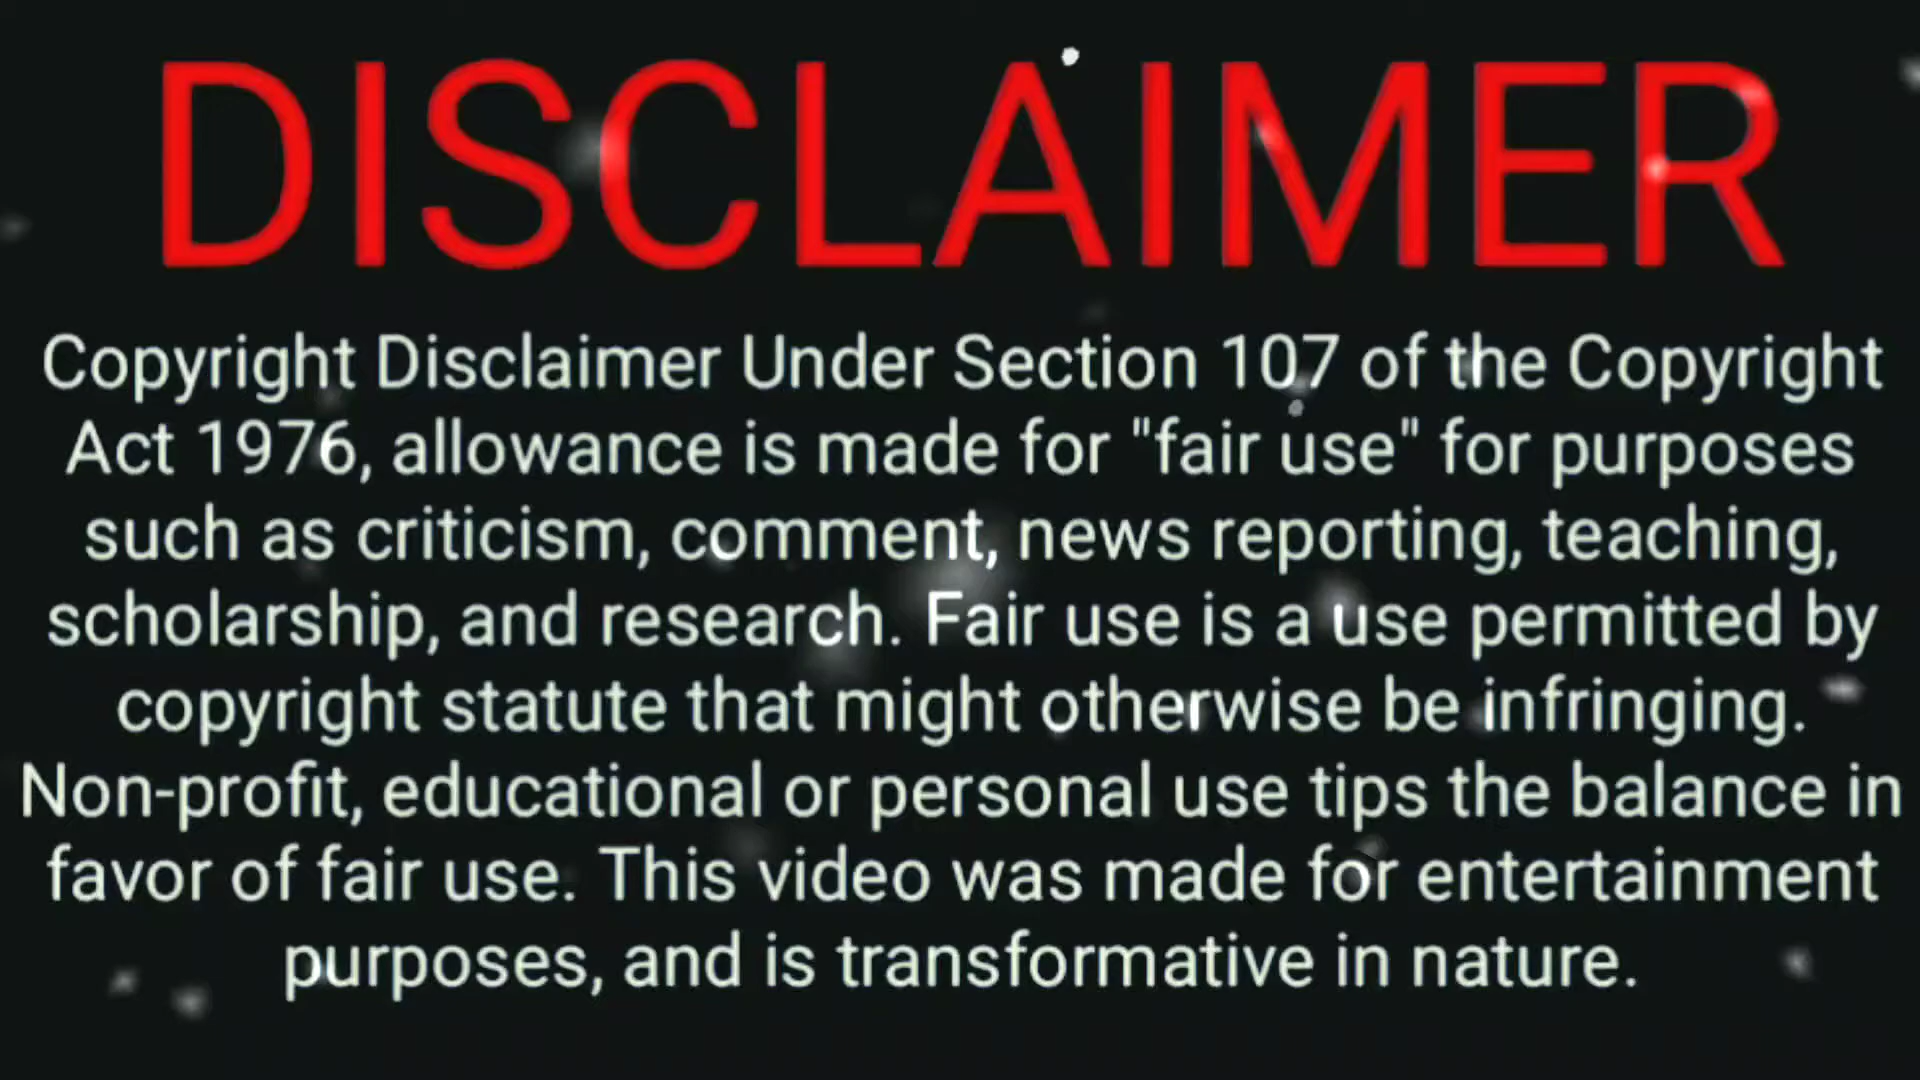 DISCLAIMER
Copyright Disclaimer Under Section 107 of the Copyright
Act 1976, allowance is made for "fair use" for purposes
such as criticism, comment, news reporting, teaching,
scholarship, and research. Fair use is a use permitted by
copyright statute that might otherwise be infringing.
Non-profit, educational or personal use tips the balance in
favor of fair use. This video was made for entertainment
purposes, and is transformative in nature.